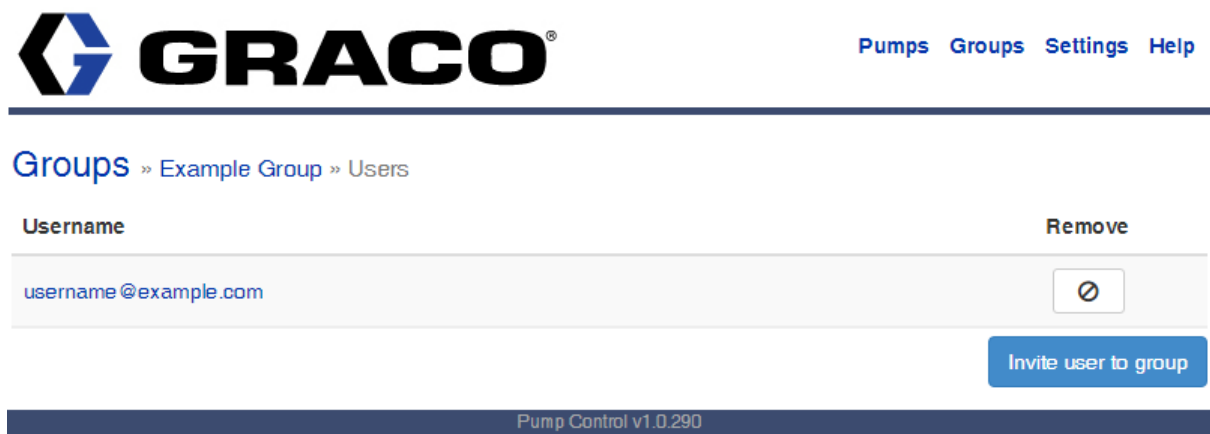 GRACO®
Pumps Groups Settings Help
Groups » Example Group » Users
Username Remove
username@example.com
Invite user to group
Pump Control v1.0.290